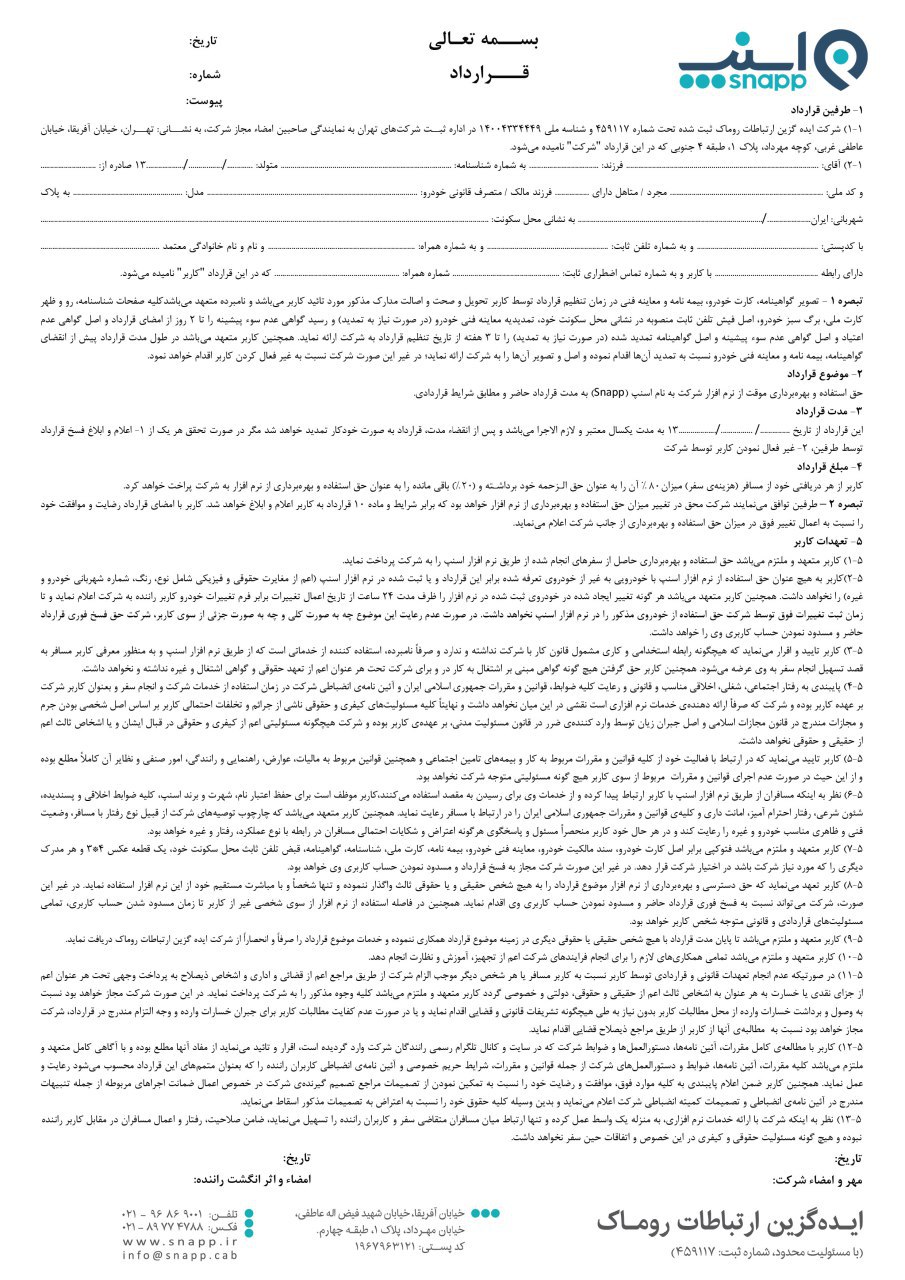 اسنپ
snapp
بســـمه تعـالی
قـــــرارداد
تاریخ:
شماره:
پیوست:
۱- طرفین قرارداد
۱-۱) شرکت ایده گزین ارتباطات روماک ثبت شده تحت شماره ۴۵۹۱۱۷ و شناسه ملی ۱۴۰۰۴۳۳۴۴۴۹ در اداره ثبـت شرکت‌های تهران به نمایندگی صاحبین امضاء مجاز شرکت، به نشـانی: تهــران، خیابان آفریقا، خیابان
عاطفی غربی، کوچه مهرداد، پلاک ۱، طبقه ۴ جنوبی که در این قرارداد "شرکت" نامیده می‌شود.
۲-۱) آقای: ........ فرزند: ........ به شماره شناسنامه: ........ متولد: ......../......../........۱۳ صادره از: ........
و کد ملی: ........ مجرد / متاهل دارای ........ فرزند مالک / متصرف قانونی خودرو: ........ مدل: ........ به پلاک
شهربانی: ایران......../........ به نشانی محل سکونت: ........
با کدپستی: ........ و به شماره تلفن ثابت: ........ و به شماره همراه: ........ و نام و نام خانوادگی معتمد ........
دارای رابطه ........ با کاربر و به شماره تماس اضطراری ثابت: ........ شماره همراه: ........ که در این قرارداد "کاربر" نامیده می‌شود.
تبصره ۱ - تصویر گواهینامه، کارت خودرو، بیمه نامه و معاینه فنی در زمان تنظیم قرارداد توسط کاربر تحویل و صحت و اصالت مدارک مذکور مورد تائید کاربر می‌باشد و نامبرده متعهد می‌باشدکلیه صفحات شناسنامه، رو و ظهر
کارت ملی، برگ سبز خودرو، اصل فیش تلفن ثابت منصوبه در نشانی محل سکونت خود، تمدیدیه معاینه فنی خودرو (در صورت نیاز به تمدید) و رسید گواهی عدم سوء پیشینه را تا ۲ روز از امضای قرارداد و اصل گواهی عدم
اعتیاد و اصل گواهی عدم سوء پیشینه و اصل گواهینامه تمدید شده (در صورت نیاز به تمدید) را تا ۳ هفته از تاریخ تنظیم قرارداد به شرکت ارائه نماید. همچنین کاربر متعهد می‌باشد در طول مدت قرارداد پیش از انقضای
گواهینامه، بیمه نامه و معاینه فنی خودرو نسبت به تمدید آن‌ها اقدام نموده و اصل و تصویر آن‌ها را به شرکت ارائه نماید؛ در غیر این صورت شرکت نسبت به غیر فعال کردن کاربر اقدام خواهد نمود.
۲- موضوع قرارداد
حق استفاده و بهره‌برداری موقت از نرم افزار شرکت به نام اسنپ (Snapp) به مدت قرارداد حاضر و مطابق شرایط قراردادی.
۳- مدت قرارداد
این قرارداد از تاریخ ......../ ......../........۱۳ به مدت یکسال معتبر و لازم الاجرا می‌باشد و پس از انقضاء مدت، قرارداد به صورت خودکار تمدید خواهد شد مگر در صورت تحقق هر یک از ۱- اعلام و ابلاغ فسخ قرارداد
توسط طرفین، ۲- غیر فعال نمودن کاربر توسط شرکت
۴- مبلغ قرارداد
کاربر از هر دریافتی خود از مسافر (هزینه‌ی سفر) میزان ۸۰ ٪ آن را به عنوان حق الـزحمه خود برداشـته و (۲۰٪) باقی مانده را به عنوان حق استفاده و بهره‌برداری از نرم افزار به شرکت پراخت خواهد کرد.
تبصره ۲ – طرفین توافق می‌نمایند شرکت محق در تغییر میزان حق استفاده و بهره‌برداری از نرم افزار خواهد بود که برابر شرایط و ماده ۱۰ قرارداد به کاربر اعلام و ابلاغ خواهد شد. کاربر با امضای قرارداد رضایت و موافقت خود
را نسبت به اعمال تغییر فوق در میزان حق استفاده و بهره‌برداری از جانب شرکت اعلام می‌نماید.
۵- تعهدات کاربر
۱-۵) کاربر متعهد و ملتزم می‌باشد حق استفاده و بهره‌برداری حاصل از سفرهای انجام شده از طریق نرم افزار اسنپ را به شرکت پرداخت نماید.
۲-۵)کاربر به هیچ عنوان حق استفاده از نرم افزار اسنپ با خودرویی به غیر از خودروی تعرفه شده برابر این قرارداد و یا ثبت شده در نرم افزار اسنپ (اعم از مغایرت حقوقی و فیزیکی شامل نوع، رنگ، شماره شهربانی خودرو و
غیره) را نخواهد داشت. همچنین کاربر متعهد می‌باشد هر گونه تغییر ایجاد شده در خودروی ثبت شده در نرم افزار را ظرف مدت ۲۴ ساعت از تاریخ اعمال تغییرات برابر فرم تغییرات خودرو کاربر راننده به شرکت اعلام نماید و تا
زمان ثبت تغییرات فوق توسط شرکت حق استفاده از خودروی مذکور را در نرم افزار اسنپ نخواهد داشت. در صورت عدم رعایت این موضوع چه به صورت کلی و چه به صورت جزئی از سوی کاربر، شرکت حق فسخ فوری قرارداد
حاضر و مسدود نمودن حساب کاربری وی را خواهد داشت.
۳-۵) کاربر تایید و اقرار می‌نماید که هیچگونه رابطه استخدامی و کاری مشمول قانون کار با شرکت نداشته و ندارد و صرفاً نامبرده، استفاده کننده از خدماتی است که از طریق نرم افزار اسنپ و به منظور معرفی کاربر مسافر به
قصد تسهیل انجام سفر به وی عرضه می‌شود. همچنین کاربر حق گرفتن هیچ گونه گواهی مبنی بر اشتغال به کار در و برای شرکت تحت هر عنوان اعم از تعهد حقوقی و گواهی اشتغال و غیره نداشته و نخواهد داشت.
۴-۵) پایبندی به رفتار اجتماعی، شغلی، اخلاقی مناسب و قانونی و رعایت کلیه ضوابط، قوانین و مقررات جمهوری اسلامی ایران و آئین نامه‌ی انضباطی شرکت در زمان استفاده از خدمات شرکت و انجام سفر و بعنوان کاربر شرکت
بر عهده کاربر بوده و شرکت که صرفاً ارائه دهنده‌ی خدمات نرم افزاری است نقشی در این میان نخواهد داشت و نهایتاً کلیه مسئولیت‌های کیفری و حقوقی ناشی از جرائم و تخلفات احتمالی کاربر بر اساس اصل شخصی بودن جرم
و مجازات مندرج در قانون مجازات اسلامی و اصل جبران زیان توسط وارد کننده‌ی ضرر در قانون مسئولیت مدنی، بر عهده‌ی کاربر بوده و شرکت هیچگونه مسئولیتی اعم از کیفری و حقوقی در قبال ایشان و یا اشخاص ثالث اعم
از حقیقی و حقوقی نخواهد داشت.
۵-۵) کاربر تایید می‌نماید که در ارتباط با فعالیت خود از کلیه قوانین و مقررات مربوط به کار و بیمه‌های تامین اجتماعی و همچنین قوانین مربوط به مالیات، عوارض، راهنمایی و رانندگی، امور صنفی و نظایر آن کاملاً مطلع بوده
و از این حیث در صورت عدم اجرای قوانین و مقررات مربوط از سوی کاربر هیچ گونه مسئولیتی متوجه شرکت نخواهد بود.
۶-۵) نظر به اینکه مسافران از طریق نرم افزار اسنپ با کاربر ارتباط پیدا کرده و از خدمات وی برای رسیدن به مقصد استفاده می‌کنند،کاربر موظف است برای حفظ اعتبار نام، شهرت و برند اسنپ، کلیه ضوابط اخلاقی و پسندیده،
شئون شرعی، رفتار احترام آمیز، امانت داری و کلیه‌ی قوانین و مقررات جمهوری اسلامی ایران را در ارتباط با مسافر رعایت نماید. همچنین کاربر متعهد می‌باشد که چارچوب توصیه‌های شرکت از قبیل نوع رفتار با مسافر، وضعیت
فنی و ظاهری مناسب خودرو و غیره را رعایت کند و در هر حال خود کاربر منحصراً مسئول و پاسخگوی هرگونه اعتراض و شکایات احتمالی مسافران در رابطه با نوع عملکرد، رفتار و غیره خواهد بود.
۷-۵) کاربر متعهد و ملتزم می‌باشد فتوکپی برابر اصل کارت خودرو، سند مالکیت خودرو، معاینه فنی خودرو، بیمه نامه، کارت ملی، شناسنامه، گواهینامه، قبض تلفن ثابت محل سکونت خود، یک قطعه عکس ۴*۳ و هر مدرک
دیگری را که مورد نیاز شرکت باشد در اختیار شرکت قرار دهد. در غیر این صورت شرکت مجاز به فسخ قرارداد و مسدود نمودن حساب کاربری وی خواهد بود.
۸-۵) کاربر تعهد می‌نماید که حق دسترسی و بهره‌برداری از نرم افزار موضوع قرارداد را به هیچ شخص حقیقی و یا حقوقی ثالث واگذار ننموده و تنها شخصاً و با مباشرت مستقیم خود از این نرم افزار استفاده نماید. در غیر این
صورت، شرکت می‌تواند نسبت به فسخ فوری قرارداد حاضر و مسدود نمودن حساب کاربری وی اقدام نماید. همچنین در فاصله استفاده از نرم افزار از سوی شخصی غیر از کاربر تا زمان مسدود شدن حساب کاربری، تمامی
مسئولیت‌های قراردادی و قانونی متوجه شخص کاربر خواهد بود.
۹-۵) کاربر متعهد و ملتزم می‌باشد تا پایان مدت قرارداد با هیچ شخص حقیقی یا حقوقی دیگری در زمینه موضوع قرارداد همکاری ننموده و خدمات موضوع قرارداد را صرفاً و انحصاراً از شرکت ایده گزین ارتباطات روماک دریافت نماید.
۱۰-۵) کاربر متعهد و ملتزم می‌باشد تمامی همکاری‌های لازم را برای انجام فرایندهای شرکت اعم از تجهیز، آموزش و نظارت انجام دهد.
۱۱-۵) در صورتیکه عدم انجام تعهدات قانونی و قراردادی توسط کاربر نسبت به کاربر مسافر یا هر شخص دیگر موجب الزام شرکت از طریق مراجع اعم از قضائی و اداری و اشخاص ذیصلاح به پرداخت وجهی تحت هر عنوان اعم
از جزای نقدی یا خسارت به هر عنوان به اشخاص ثالث اعم از حقیقی و حقوقی، دولتی و خصوصی گردد کاربر متعهد و ملتزم می‌باشد کلیه وجوه مذکور را به شرکت پرداخت نماید. در این صورت شرکت مجاز خواهد بود نسبت
به وصول و برداشت خسارات وارده از محل مطالبات کاربر بدون نیاز به طی هیچگونه تشریفات قانونی و قضایی اقدام نماید و یا در صورت عدم کفایت مطالبات کاربر برای جبران خسارات وارده و وجه التزام مندرج در قرارداد، شرکت
مجاز خواهد بود نسبت به مطالبه‌ی آنها از کاربر از طریق مراجع ذیصلاح قضایی اقدام نماید.
۱۲-۵) کاربر با مطالعه‌ی کامل مقررات، آئین نامه‌ها، دستورالعمل‌ها و ضوابط شرکت که در سایت و کانال تلگرام رسمی رانندگان شرکت وارد گردیده است، اقرار و تائید می‌نماید از مفاد آنها مطلع بوده و با آگاهی کامل متعهد و
ملتزم می‌باشد کلیه مقررات، آئین نامه‌ها، ضوابط و دستورالعمل‌های شرکت از جمله قوانین و مقررات، شرایط حریم خصوصی و آئین نامه‌ی انضباطی کاربران راننده را که بعنوان متمم‌های این قرارداد محسوب می‌شود رعایت و
عمل نماید. همچنین کاربر ضمن اعلام پایبندی به کلیه موارد فوق، موافقت و رضایت خود را نسبت به تمکین نمودن از تصمیمات مراجع تصمیم گیرنده‌ی شرکت در خصوص اعمال ضمانت اجراهای مربوطه از جمله تنبیهات
مندرج در آئین نامه‌ی انضباطی و تصمیمات کمیته انضباطی شرکت اعلام می‌نماید و بدین وسیله کلیه حقوق خود را نسبت به اعتراض به تصمیمات مذکور اسقاط می‌نماید.
۱۳-۵) نظر به اینکه شرکت با ارائه خدمات نرم افزاری، به منزله یک واسط عمل کرده و تنها ارتباط میان مسافران متقاضی سفر و کاربران راننده را تسهیل می‌نماید، ضامن صلاحیت، رفتار و اعمال مسافران در مقابل کاربر راننده
نبوده و هیچ گونه مسئولیت حقوقی و کیفری در این خصوص و اتفاقات حین سفر نخواهد داشت.
تاریخ:
مهر و امضاء شرکت:
تاریخ:
امضاء و اثر انگشت راننده:
ایـده‌گزین ارتباطات رومـاک
(با مسئولیت محدود، شماره ثبت: ۴۵۹۱۱۷)
خیابان آفریقا،خیابان شهید فیض اله عاطفی،
خیابان مهـرداد، پلاک ۱، طبقـه چهارم.
کد پسـتی: ۱۹۶۷۹۶۳۱۲۱
تلفـن: ۰۲۱ - ۹۶ ۸۶ ۹۰۰۱
فکـس: ۰۲۱ - ۸۹ ۷۷ ۴۷۸۸
www.snapp.ir
info@snapp.cab